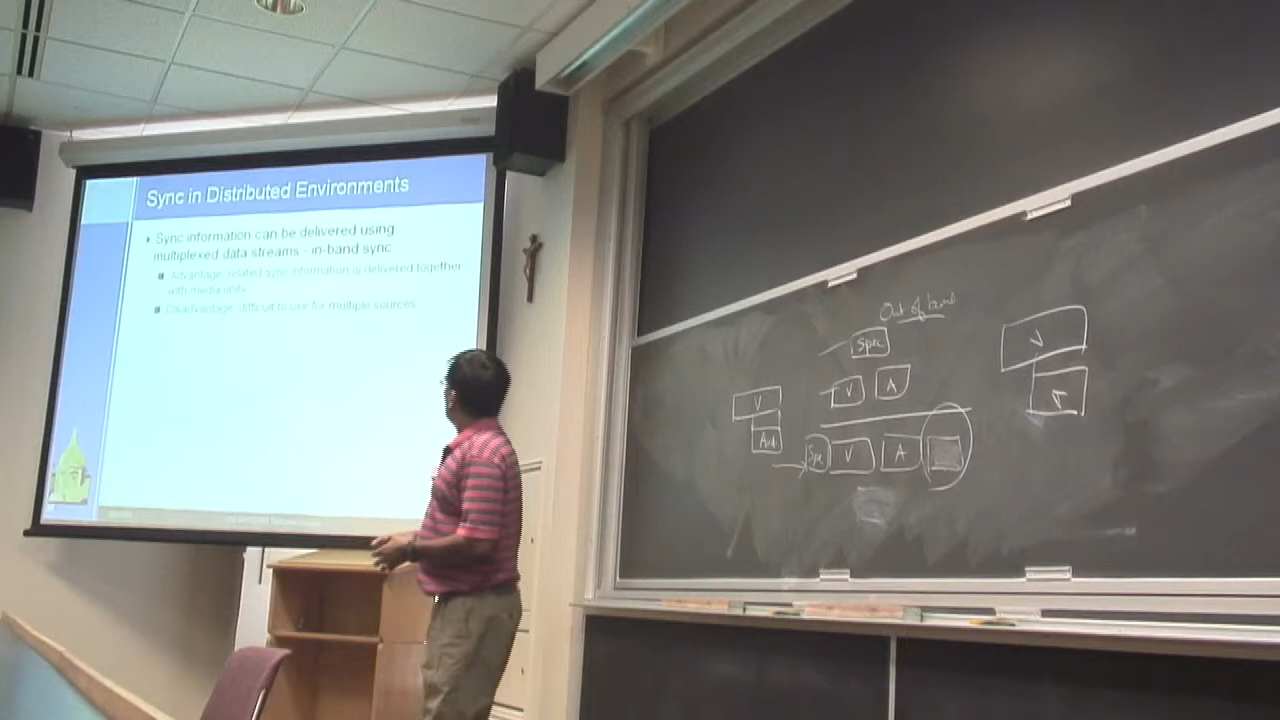 Sync in Distributed Environments
Sync information can be delivered using
multiplexed data streams - in-band sync
Advantage: related sync information is delivered together
with media units
Disadvantage: difficult to use for multiple sources
Out of band
Spec
V A
V
Aud
Spe V A
V